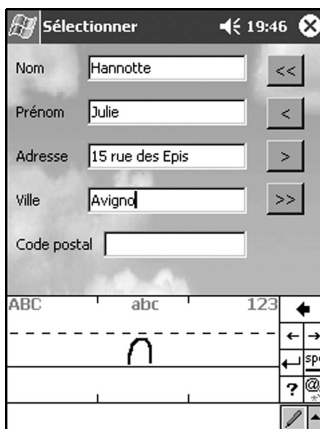 Sélectionner 19:46
Nom Hannotte <<
Prénom Julie <
Adresse 15 rue des Epis >
Ville Avigno >>
Code postal
ABC abc 123
n
spc
? @